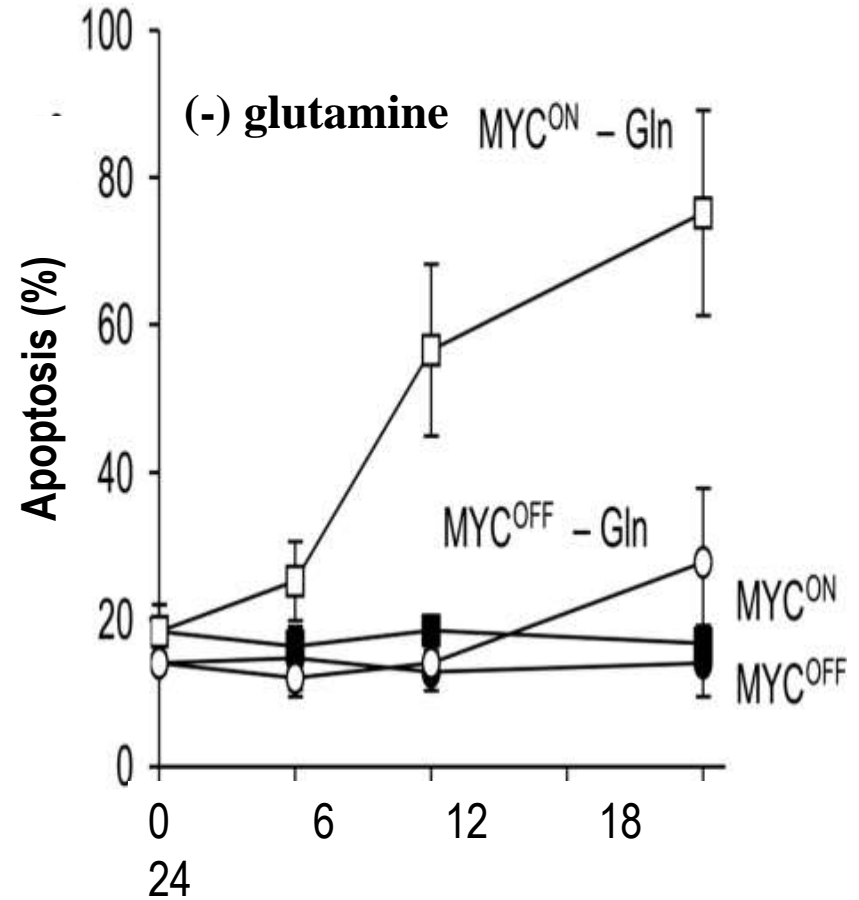 100
(-) glutamine
MYCON – Gln
80
Apoptosis (%)
60
40
MYCOFF – Gln
MYCON
20
MYCOFF
0
0 6 12 18
24